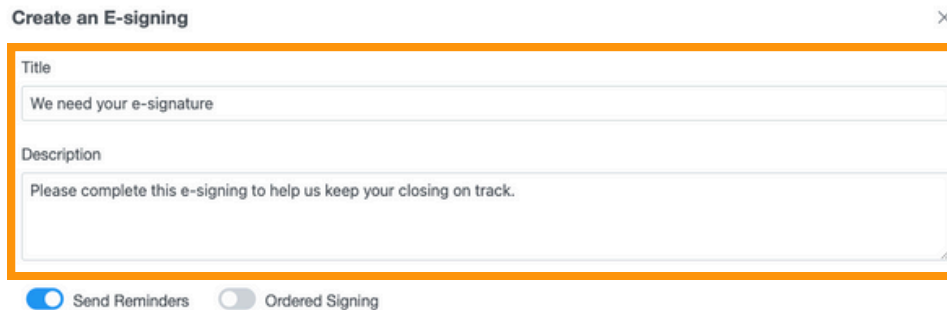 Create an E-signing
Title
We need your e-signature
Description
Please complete this e-signing to help us keep your closing on track.
Send Reminders Ordered Signing